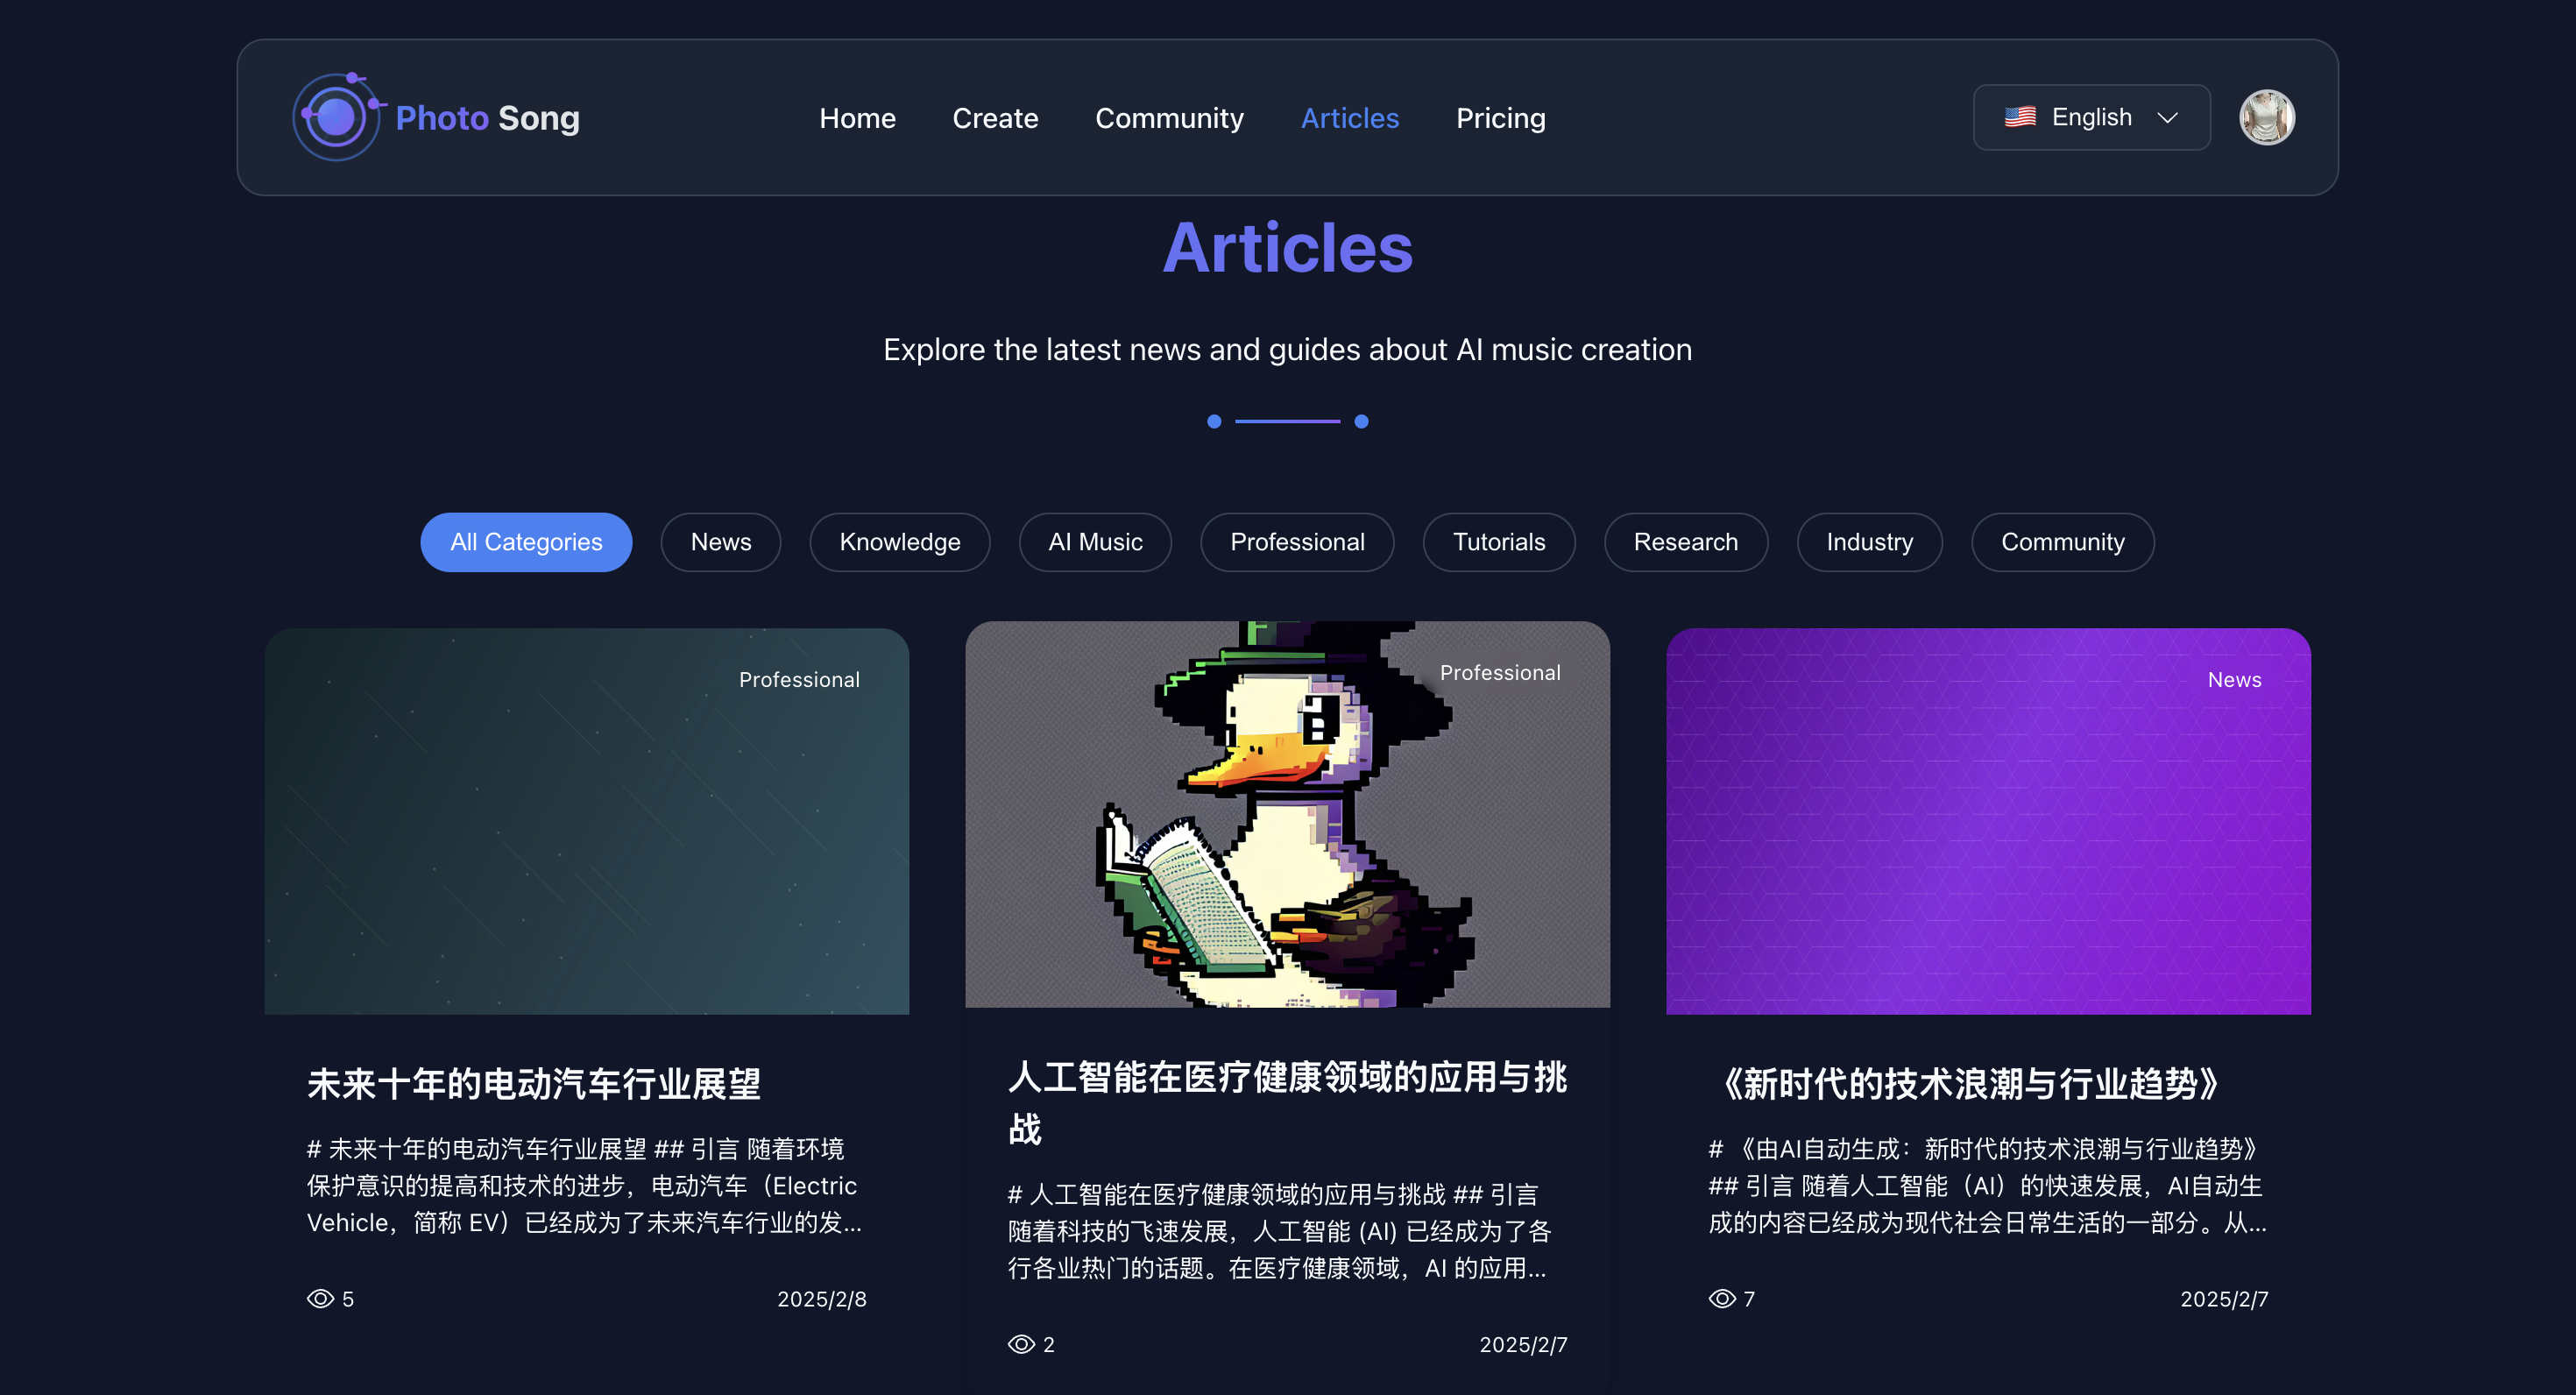 Photo Song
Home
Create
Community
Articles
Pricing
English
Articles
Explore the latest news and guides about AI music creation
All Categories
News
Knowledge
AI Music
Professional
Tutorials
Research
Industry
Community
Professional
未来十年的电动汽车行业展望
# 未来十年的电动汽车行业展望 ## 引言 随着环境
保护意识的提高和技术的进步，电动汽车（Electric
Vehicle，简称 EV）已经成为了未来汽车行业的发...
5
2025/2/8
Professional
人工智能在医疗健康领域的应用与挑
战
# 人工智能在医疗健康领域的应用与挑战 ## 引言
随着科技的飞速发展，人工智能 (AI) 已经成为了各
行各业热门的话题。在医疗健康领域，AI 的应用...
2
2025/2/7
News
《新时代的技术浪潮与行业趋势》
# 《由AI自动生成：新时代的技术浪潮与行业趋势》
## 引言 随着人工智能（AI）的快速发展，AI自动生
成的内容已经成为现代社会日常生活的一部分。从...
7
2025/2/7